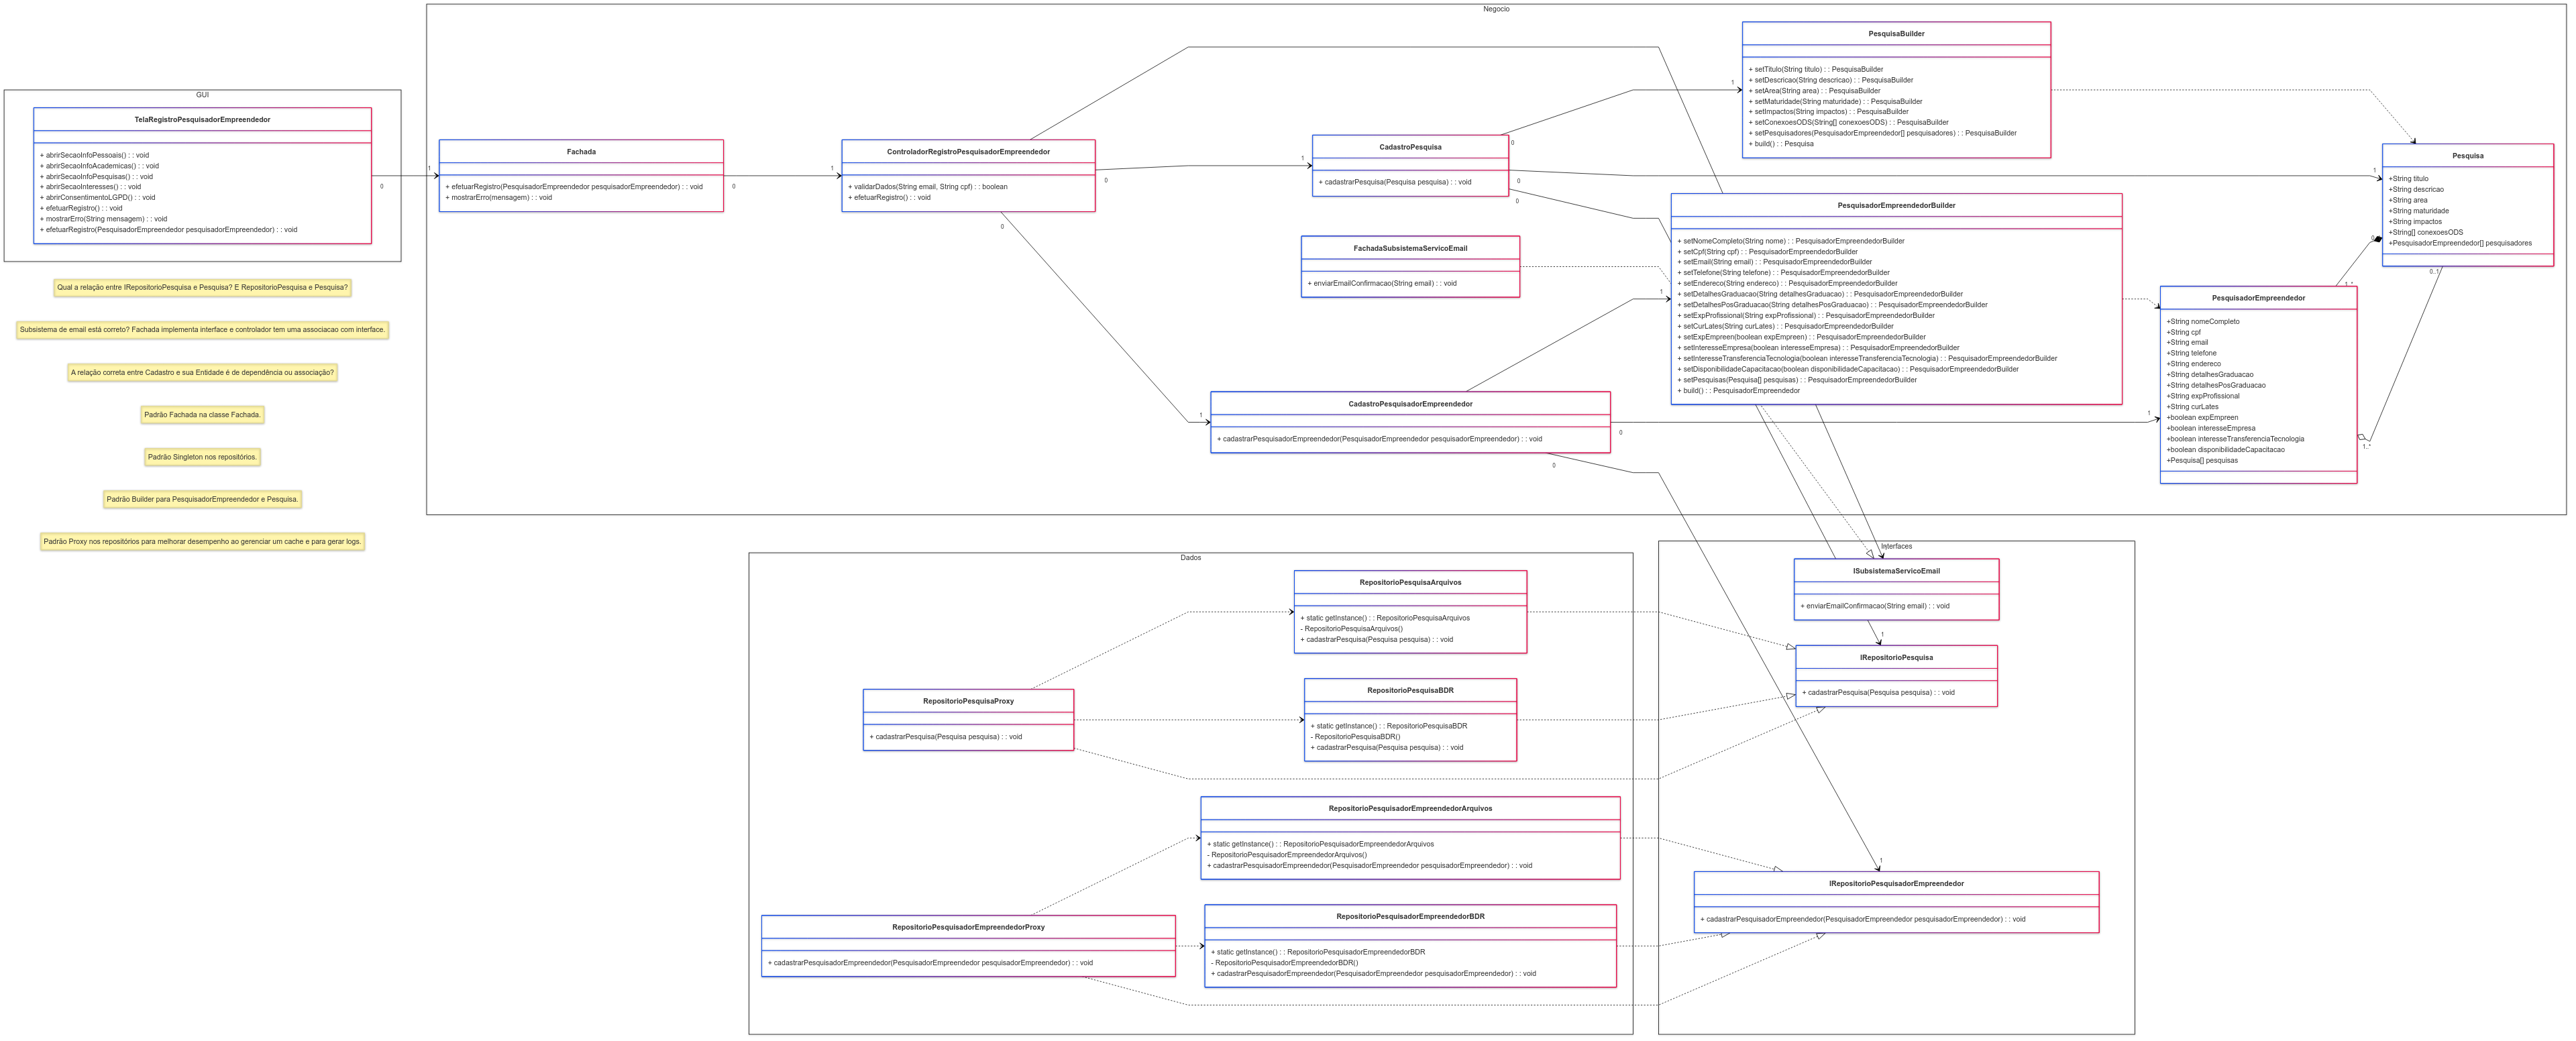 Negocio
GUI
TelaRegistroPesquisadorEmpreendedor
+ abrirSecaoInfoPessoais() : : void
+ abrirSecaoInfoAcademicas() : : void
+ abrirSecaoInfoPesquisas() : : void
+ abrirSecaoInteresses() : : void
+ abrirConsentimentoLGPD() : : void
+ efetuarRegistro() : : void
+ mostrarErro(String mensagem) : : void
+ efetuarRegistro(PesquisadorEmpreendedor pesquisadorEmpreendedor) : : void
0
1
Fachada
+ efetuarRegistro(PesquisadorEmpreendedor pesquisadorEmpreendedor) : : void
+ mostrarErro(mensagem) : : void
0
1
ControladorRegistroPesquisadorEmpreendedor
+ validarDados(String email, String cpf) : : boolean
+ efetuarRegistro() : : void
0
0
1
CadastroPesquisa
+ cadastrarPesquisa(Pesquisa pesquisa) : : void
0
0
0
1
PesquisaBuilder
+ setTitulo(String titulo) : : PesquisaBuilder
+ setDescricao(String descricao) : : PesquisaBuilder
+ setArea(String area) : : PesquisaBuilder
+ setMaturidade(String maturidade) : : PesquisaBuilder
+ setImpactos(String impactos) : : PesquisaBuilder
+ setConexoesODS(String[] conexoesODS) : : PesquisaBuilder
+ setPesquisadores(PesquisadorEmpreendedor[] pesquisadores) : : PesquisaBuilder
+ build() : : Pesquisa
1
Pesquisa
+String titulo
+String descricao
+String area
+String maturidade
+String impactos
+String[] conexoesODS
+PesquisadorEmpreendedor[] pesquisadores
0..1
FachadaSubsistemaServicoEmail
+ enviarEmailConfirmacao(String email) : : void
1
PesquisadorEmpreendedorBuilder
+ setNomeCompleto(String nome) : : PesquisadorEmpreendedorBuilder
+ setCpf(String cpf) : : PesquisadorEmpreendedorBuilder
+ setEmail(String email) : : PesquisadorEmpreendedorBuilder
+ setTelefone(String telefone) : : PesquisadorEmpreendedorBuilder
+ setEndereco(String endereco) : : PesquisadorEmpreendedorBuilder
+ setDetalhesGraduacao(String detalhesGraduacao) : : PesquisadorEmpreendedorBuilder
+ setDetalhesPosGraduacao(String detalhesPosGraduacao) : : PesquisadorEmpreendedorBuilder
+ setExpProfissional(String expProfissional) : : PesquisadorEmpreendedorBuilder
+ setCurLates(String curLates) : : PesquisadorEmpreendedorBuilder
+ setExpEmpreen(boolean expEmpreen) : : PesquisadorEmpreendedorBuilder
+ setInteresseEmpresa(boolean interesseEmpresa) : : PesquisadorEmpreendedorBuilder
+ setInteresseTransferenciaTecnologia(boolean interesseTransferenciaTecnologia) : : PesquisadorEmpreendedorBuilder
+ setDisponibilidadeCapacitacao(boolean disponibilidadeCapacitacao) : : PesquisadorEmpreendedorBuilder
+ setPesquisas(Pesquisa[] pesquisas) : : PesquisadorEmpreendedorBuilder
+ build() : : PesquisadorEmpreendedor
PesquisadorEmpreendedor
+String nomeCompleto
+String cpf
+String email
+String telefone
+String endereco
+String detalhesGraduacao
+String detalhesPosGraduacao
+String expProfissional
+String curLates
+boolean expEmpreen
+boolean interesseEmpresa
+boolean interesseTransferenciaTecnologia
+boolean disponibilidadeCapacitacao
+Pesquisa[] pesquisas
1..*
1
1
CadastroPesquisadorEmpreendedor
+ cadastrarPesquisadorEmpreendedor(PesquisadorEmpreendedor pesquisadorEmpreendedor) : : void
0
0
Qual a relação entre IRepositorioPesquisa e Pesquisa? E RepositorioPesquisa e Pesquisa?
Subsistema de email está correto? Fachada implementa interface e controlador tem uma associacao com interface.
A relação correta entre Cadastro e sua Entidade é de dependência ou associação?
Padrão Fachada na classe Fachada.
Padrão Singleton nos repositórios.
Padrão Builder para PesquisadorEmpreendedor e Pesquisa.
Padrão Proxy nos repositórios para melhorar desempenho ao gerenciar um cache e para gerar logs.
Dados
RepositorioPesquisaArquivos
+ static getInstance() : : RepositorioPesquisaArquivos
- RepositorioPesquisaArquivos()
+ cadastrarPesquisa(Pesquisa pesquisa) : : void
RepositorioPesquisaProxy
+ cadastrarPesquisa(Pesquisa pesquisa) : : void
RepositorioPesquisaBDR
+ static getInstance() : : RepositorioPesquisaBDR
- RepositorioPesquisaBDR()
+ cadastrarPesquisa(Pesquisa pesquisa) : : void
RepositorioPesquisadorEmpreendedorArquivos
+ static getInstance() : : RepositorioPesquisadorEmpreendedorArquivos
- RepositorioPesquisadorEmpreendedorArquivos()
+ cadastrarPesquisadorEmpreendedor(PesquisadorEmpreendedor pesquisadorEmpreendedor) : : void
RepositorioPesquisadorEmpreendedorProxy
+ cadastrarPesquisadorEmpreendedor(PesquisadorEmpreendedor pesquisadorEmpreendedor) : : void
RepositorioPesquisadorEmpreendedorBDR
+ static getInstance() : : RepositorioPesquisadorEmpreendedorBDR
- RepositorioPesquisadorEmpreendedorBDR()
+ cadastrarPesquisadorEmpreendedor(PesquisadorEmpreendedor pesquisadorEmpreendedor) : : void
Interfaces
ISubsistemaServicoEmail
+ enviarEmailConfirmacao(String email) : : void
1
IRepositorioPesquisa
+ cadastrarPesquisa(Pesquisa pesquisa) : : void
1
IRepositorioPesquisadorEmpreendedor
+ cadastrarPesquisadorEmpreendedor(PesquisadorEmpreendedor pesquisadorEmpreendedor) : : void